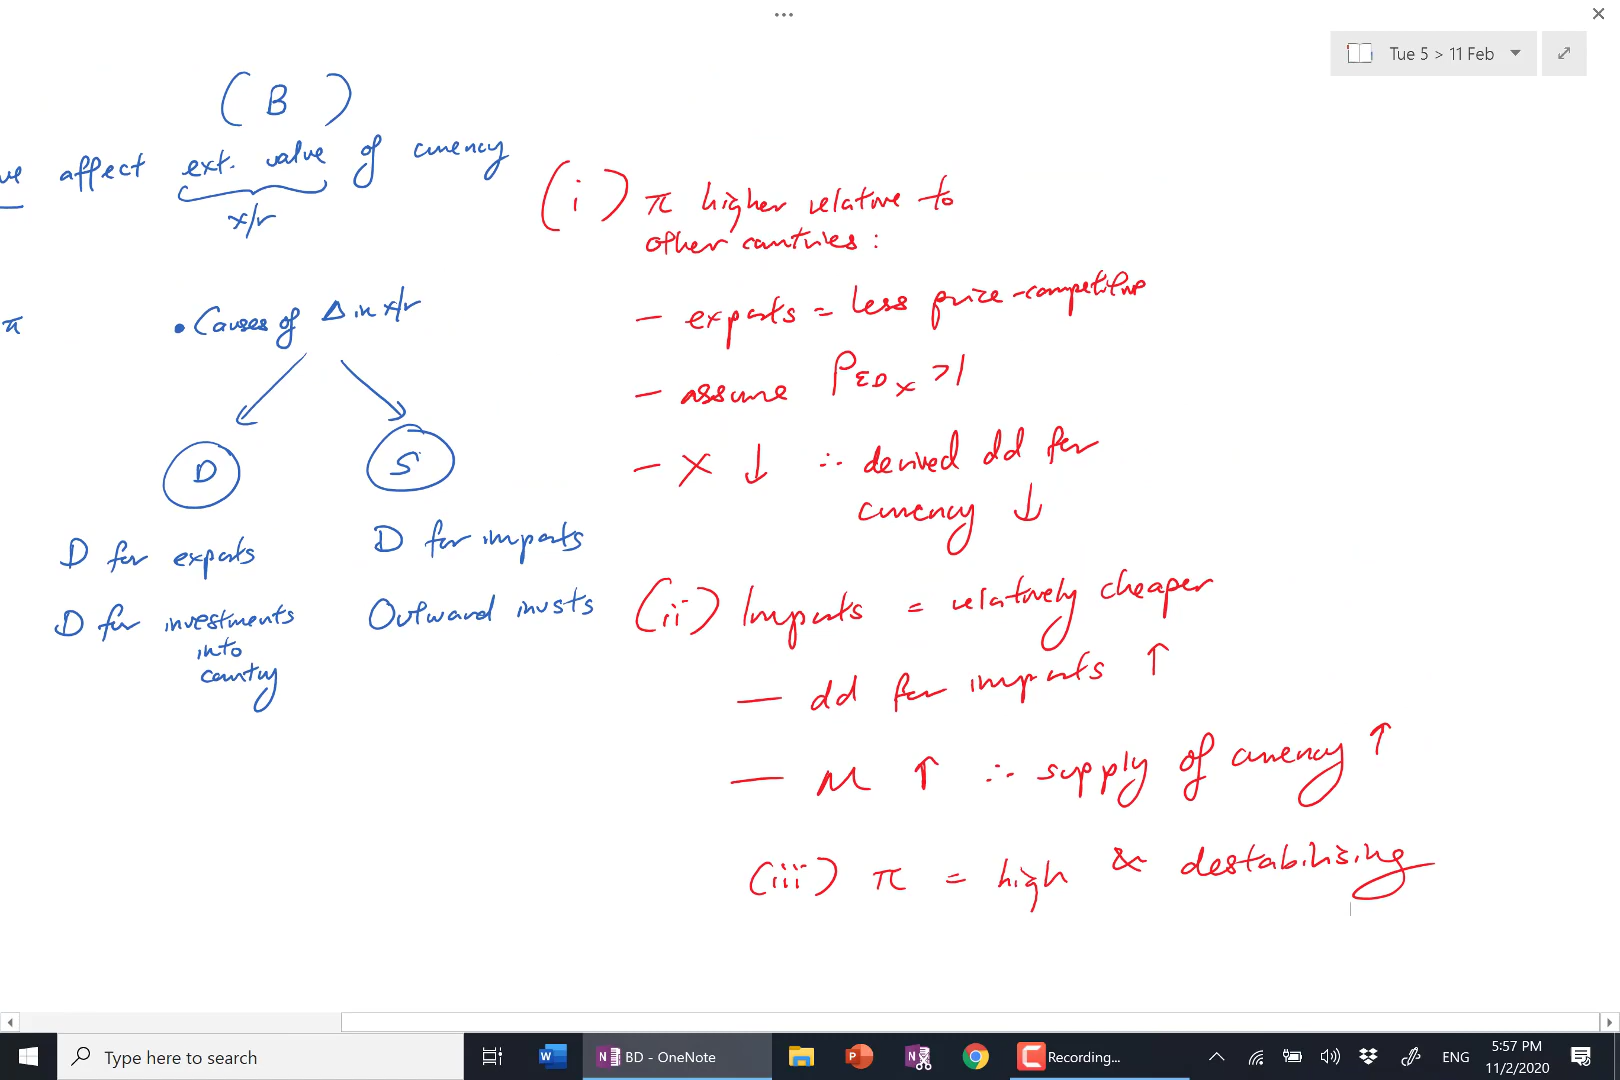 Tue 5 > 11 Feb
( B )
ve affect ext. value of currency
x/r
π
• Causes of Δ in x/r
D
S
D for exports
D for imports
D for investments
into
country
Outward invsts
(i) π higher relative to
other countries :
— exports = less price-competitive
— assume PED x >1
— X ↓ ∴ derived dd for
currency ↓
(ii) Imports = relatively cheaper
— dd for imports ↑
— M ↑ ∴ supply of currency ↑
(iii) π = high & destabilising
Type here to search
BD - OneNote
Recording...
ENG
5:57 PM
11/2/2020